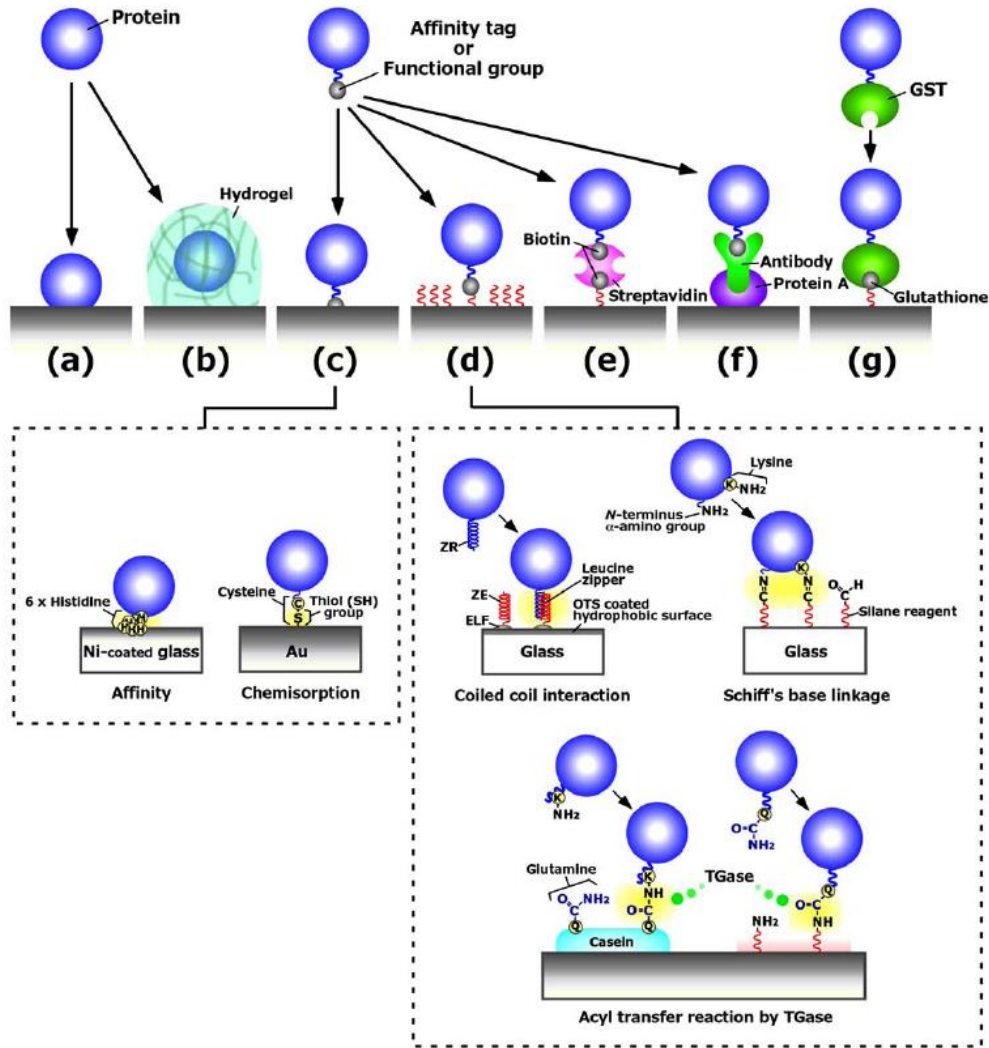 Protein
Affinity tag
or
Functional group
GST
Hydrogel
Biotin
Streptavidin
Antibody
Protein A
Glutathione
(a)
(b)
(c)
(d)
(e)
(f)
(g)
6 x Histidine
H
H
H
H
H
Ni-coated glass
Affinity
Cysteine
C
S
Thiol (SH)
group
Au
Chemisorption
ZR
ZE
ELF
Leucine
zipper
OTS coated
hydrophobic surface
Glass
Coiled coil interaction
Lysine
K
NH2
NH2
N-terminus
α-amino group
K
N
C
N
C
O
C
H
Silane reagent
Glass
Schiff's base linkage
K
NH2
Glutamine
O=C
NH2
Q
K
NH
O=C
Q
Casein
TGase
Q
O=C
NH2
Q
O=C
NH
NH2
Acyl transfer reaction by TGase